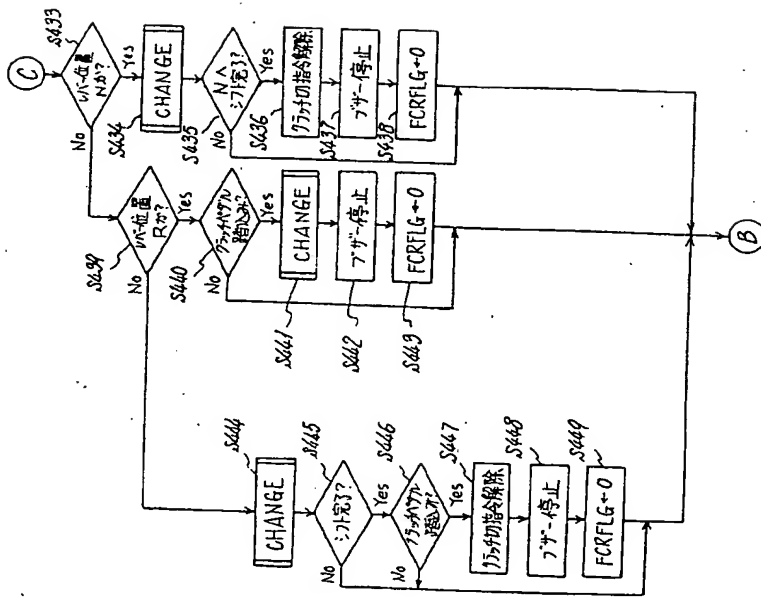 C
S433
レバー位置
Nか?
Yes
No
S434
CHANGE
S435
Nへ
シフト完了?
Yes
No
S436
クラッチ切指令解除
S437
ブザー停止
S438
FCRFLG←0
S439
レバー位置
Rか?
Yes
No
S440
クラッチペダル
踏込み?
Yes
No
S441
CHANGE
S442
ブザー停止
S443
FCRFLG←0
S444
CHANGE
S445
シフト完了?
Yes
No
S446
クラッチペダル
踏込み?
Yes
No
S447
クラッチ切指令解除
S448
ブザー停止
S449
FCRFLG←0
B